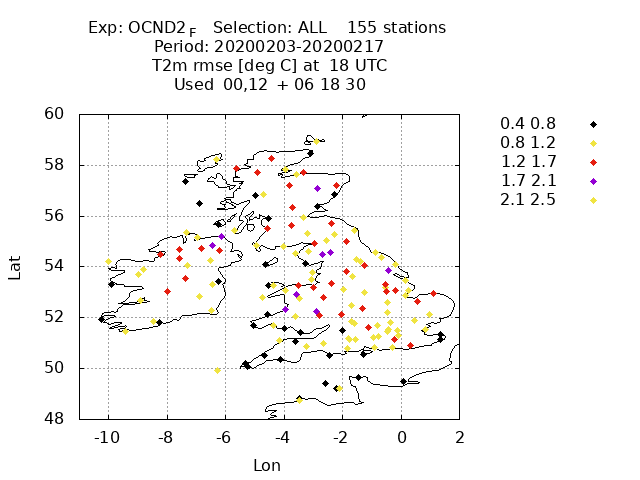 Exp: OCND2 F Selection: ALL 155 stations
Period: 20200203-20200217
T2m rmse [deg C] at 18 UTC
Used 00,12 + 06 18 30
60
58
56
54
52
50
48
-10 -8 -6 -4 -2 0 2
Lat
Lon
0.4 0.8
0.8 1.2
1.2 1.7
1.7 2.1
2.1 2.5